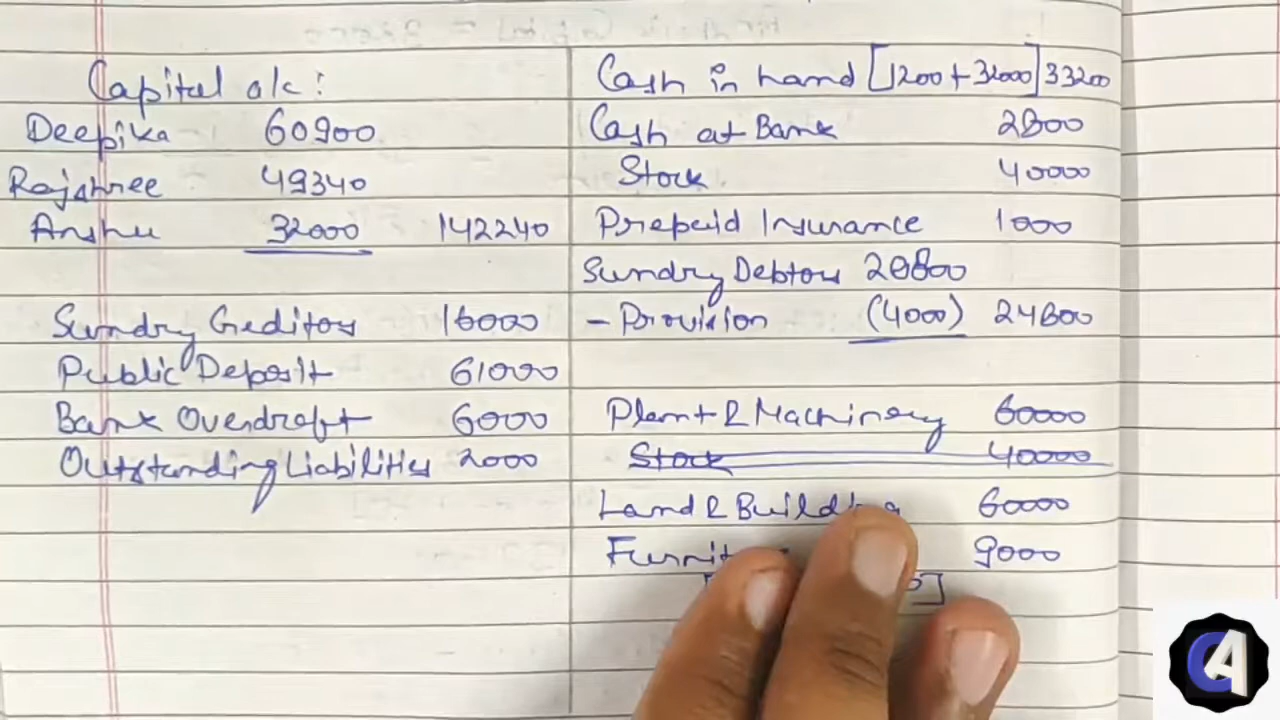 Capital a/c:
Deepika 60900
Rajshree 49340
Anshu 32000 142240
Sundry Creditors 16000
Public Deposit 61000
Bank Overdraft 6000
Outstanding Liabilities 2000
Cash in hand [1200+32000] 33200
Cash at Bank 2800
Stock 40000
Prepaid Insurance 1000
Sundry Debtors 28800
- Provision (4000) 24800
Plant & Machinery 60000
Stock 40000
Land & Building 60000
9000
CA